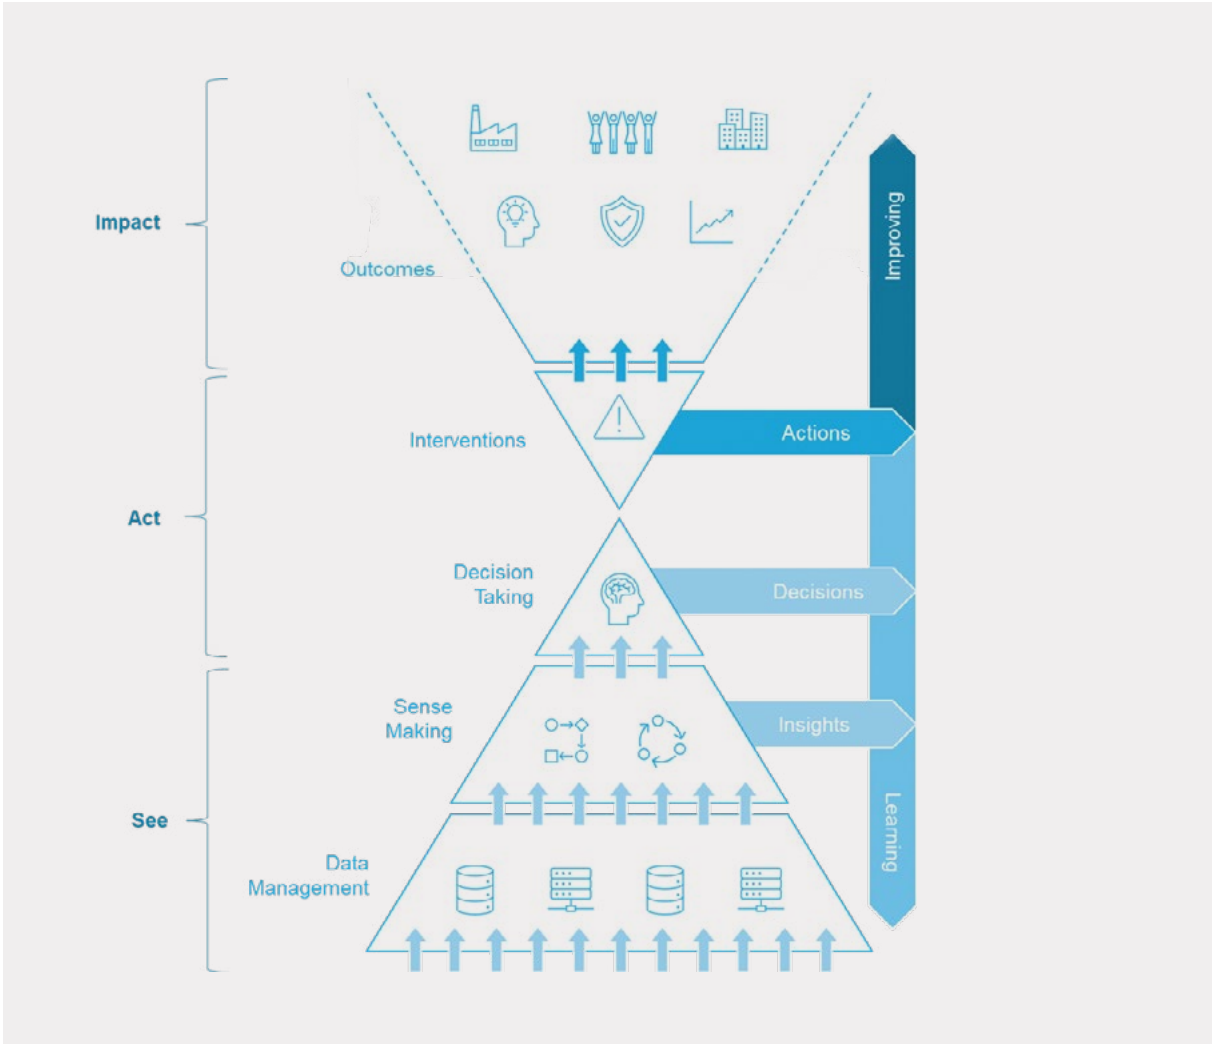 Impact
Improving
Outcomes
Actions
Interventions
Act
Decision
Taking
Decisions
Sense
Making
Insights
See
Learning
Data
Management